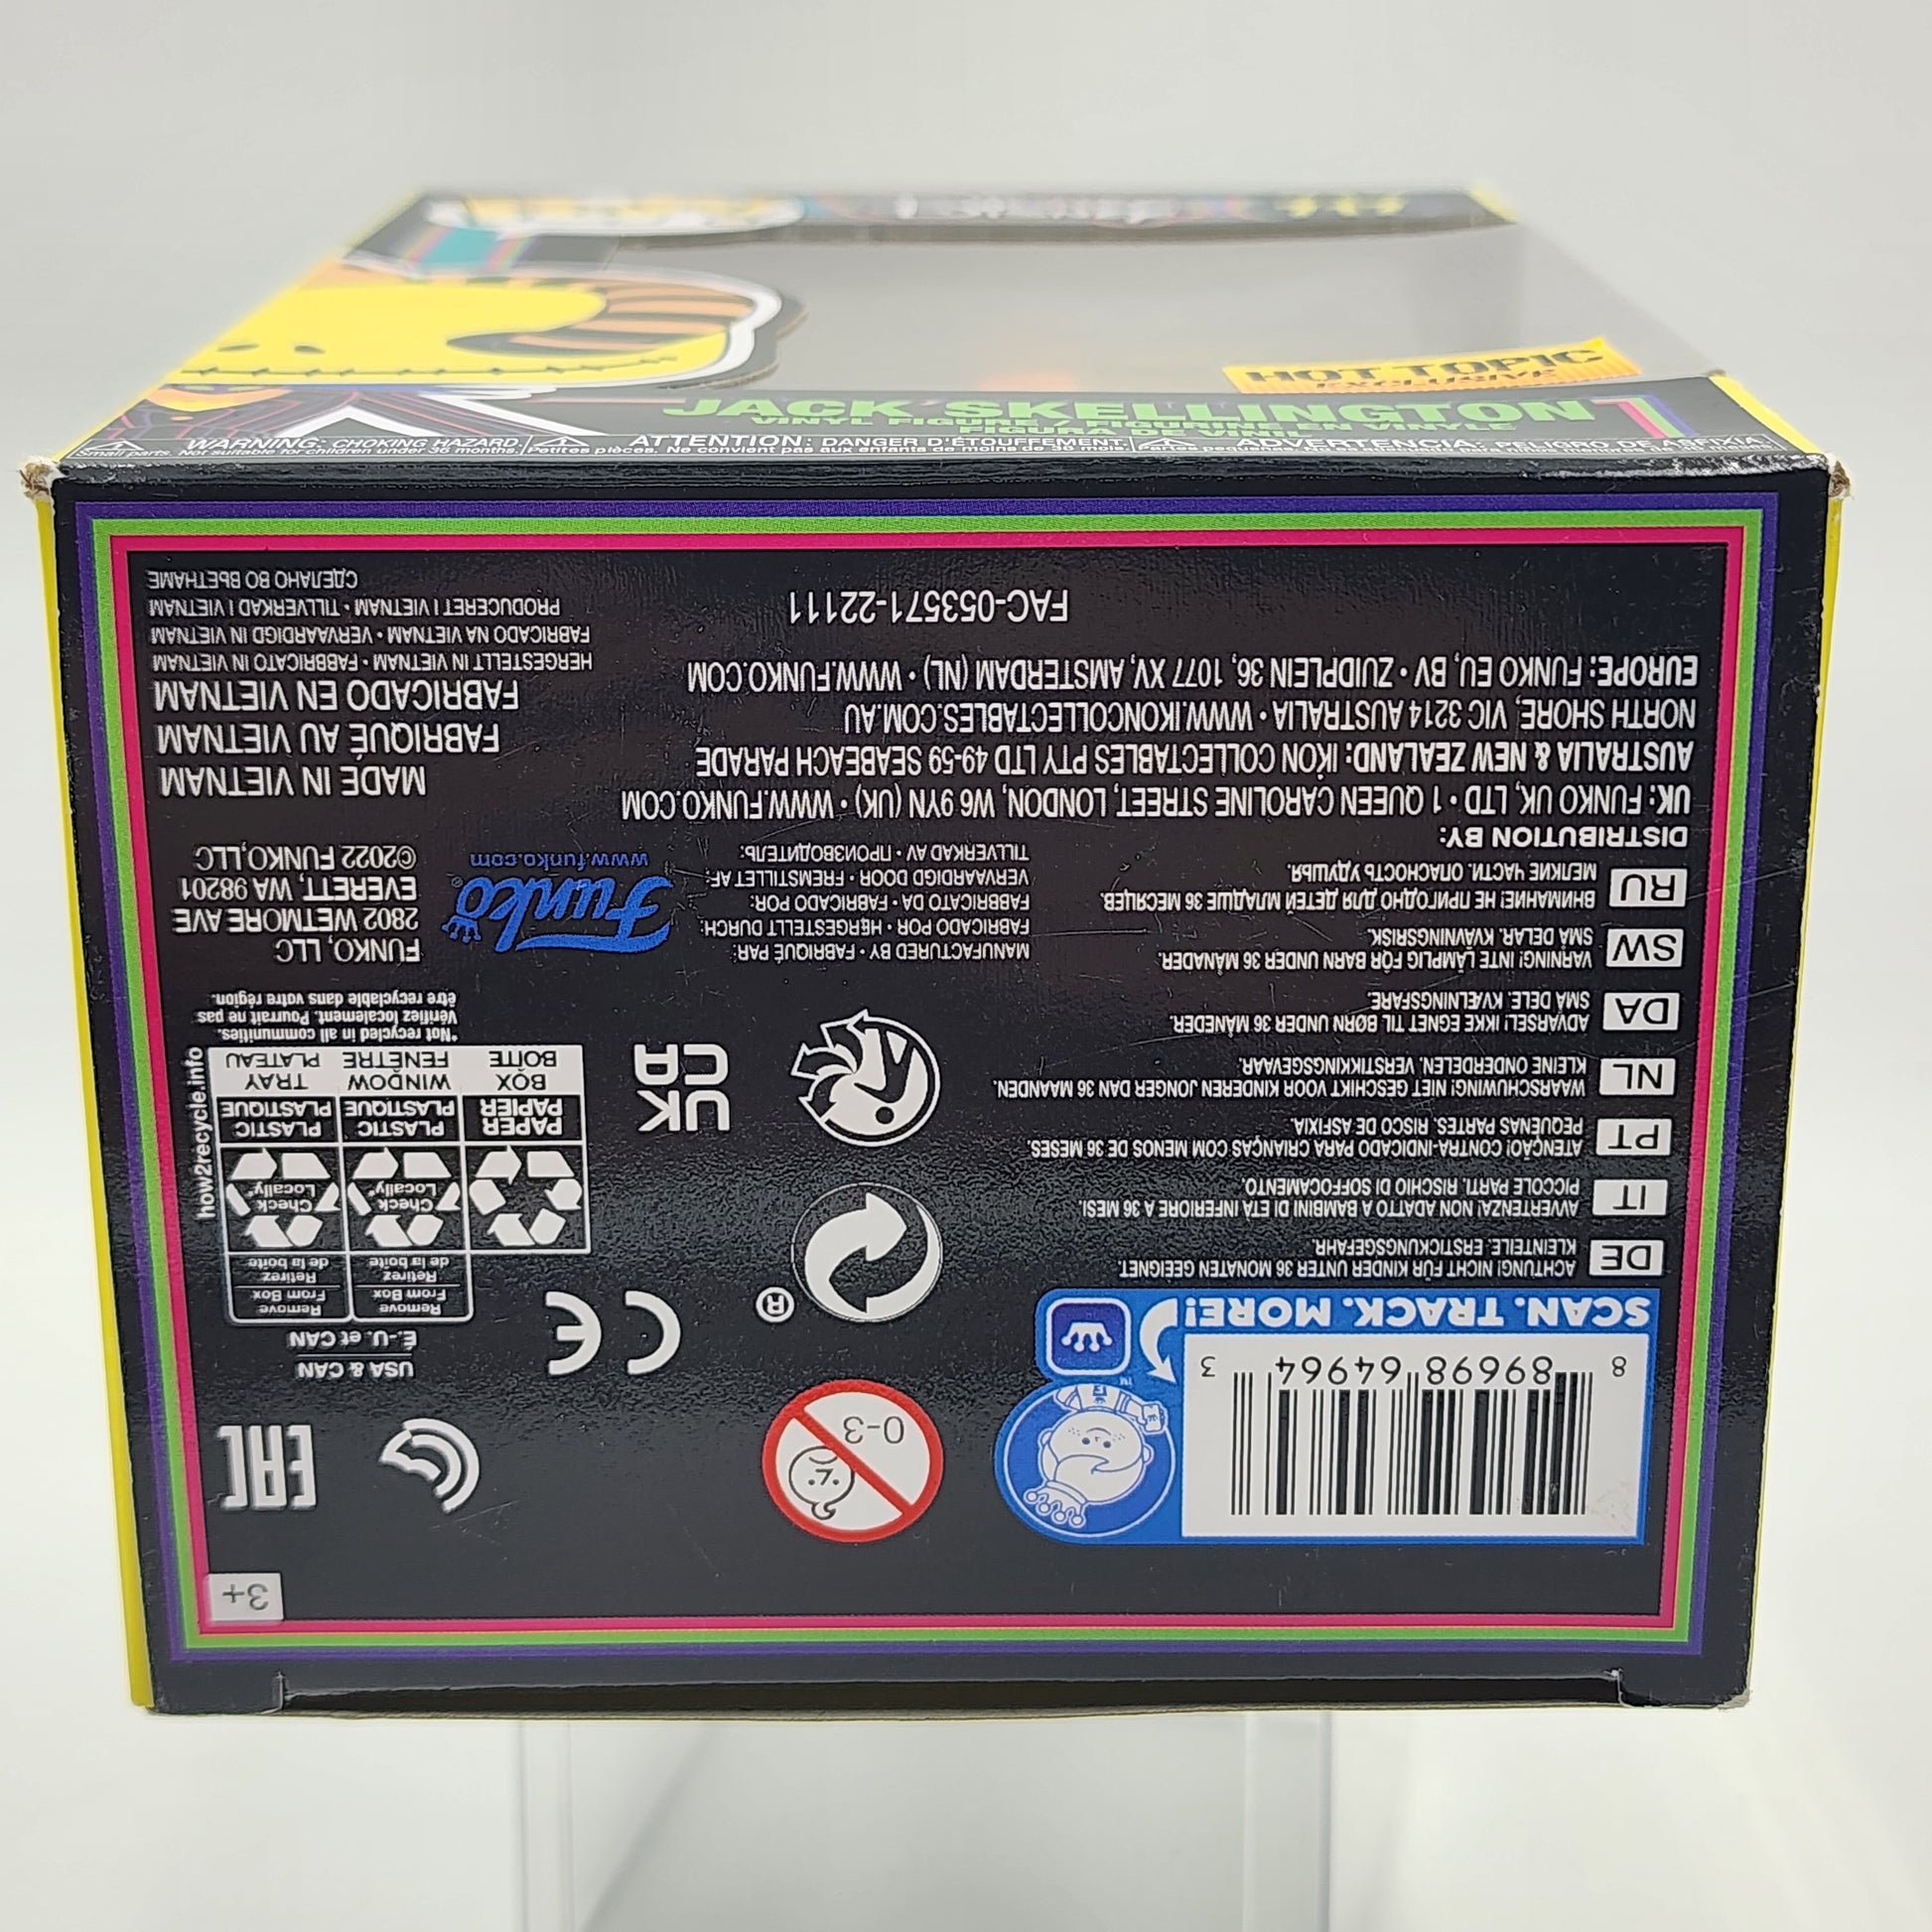 HOT TOPIC
EXCLUSIVE
JACK SKELLINGTON
VINYL FIGURE / FIGURINE EN VINYLE
FIGURA DE VINILO
WARNING: CHOKING HAZARD.
Small parts. Not suitable for children under 36 months.
ATTENTION: DANGER D'ÉTOUFFEMENT.
Petites pièces. Ne convient pas aux enfants de moins de 36 mois.
ADVERTENCIA: PELIGRO DE ASFIXIA
3+
8 89698 64964 3
SCAN. TRACK. MORE!
TM
0-3
EAC
DE
ACHTUNG! NICHT FÜR KINDER UNTER 36 MONATEN GEEIGNET.
KLEINTEILE. ERSTICKUNGSGEFAHR.
IT
AVVERTENZA! NON ADATTO A BAMBINI DI ETÀ INFERIORE A 36 MESI.
PICCOLE PARTI. RISCHIO DI SOFFOCAMENTO.
PT
ATENÇÃO! CONTRA-INDICADO PARA CRIANÇAS COM MENOS DE 36 MESES.
PEQUENAS PARTES. RISCO DE ASFIXIA.
NL
WAARSCHUWING! NIET GESCHIKT VOOR KINDEREN JONGER DAN 36 MAANDEN.
KLEINE ONDERDELEN. VERSTIKKINGSGEVAAR.
DA
ADVARSEL! IKKE EGNET TIL BØRN UNDER 36 MÅNEDER.
SMÅ DELE. KVÆLNINGSFARE.
SW
VARNING! INTE LÄMPLIG FÖR BARN UNDER 36 MÅNADER.
SMÅ DELAR. KVÄVNINGSRISK.
RU
ВНИМАНИЕ! НЕ ПРИГОДНО ДЛЯ ДЕТЕЙ МЛАДШЕ 36 МЕСЯЦЕВ.
МЕЛКИЕ ЧАСТИ. ОПАСНОСТЬ УДУШЬЯ.
®
CE
UK
CA
USA & CAN
É.-U. et CAN
Remove
From Box
Retirez
de la boîte
Remove
From Box
Retirez
de la boîte
Check
Locally*
Check
Locally*
PAPER
PAPIER
PLASTIC
PLASTIQUE
PLASTIC
PLASTIQUE
BOX
BOÎTE
WINDOW
FENÊTRE
TRAY
PLATEAU
how2recycle.info
*Not recycled in all communities.
Vérifiez localement. Pourrait ne pas
être recyclable dans votre région.
MANUFACTURED BY • FABRIQUÉ PAR:
FABRICADO POR • HERGESTELLT DURCH:
FABBRICATO DA • FABRICADO POR:
VERVAARDIGD DOOR • FREMSTILLET AF:
TILLVERKAD AV • ПРОИЗВОДИТЕЛЬ:
Funko®
www.funko.com
FUNKO, LLC
2802 WETMORE AVE
EVERETT, WA 98201
©2022 FUNKO,LLC
DISTRIBUTION BY:
UK: FUNKO UK, LTD • 1 QUEEN CAROLINE STREET, LONDON, W6 9YN (UK) • WWW.FUNKO.COM
AUSTRALIA & NEW ZEALAND: IKON COLLECTABLES PTY LTD 49-59 SEABEACH PARADE
NORTH SHORE, VIC 3214 AUSTRALIA • WWW.IKONCOLLECTABLES.COM.AU
EUROPE: FUNKO EU, BV • ZUIDPLEIN 36, 1077 XV, AMSTERDAM (NL) • WWW.FUNKO.COM
FAC-053571-22111
MADE IN VIETNAM
FABRIQUÉ AU VIETNAM
FABRICADO EN VIETNAM
HERGESTELLT IN VIETNAM • FABBRICATO IN VIETNAM
FABRICADO NA VIETNAM • VERVAARDIGD IN VIETNAM
PRODUCERET I VIETNAM • TILLVERKAD I VIETNAM
СДЕЛАНО ВО ВЬЕТНАМЕ